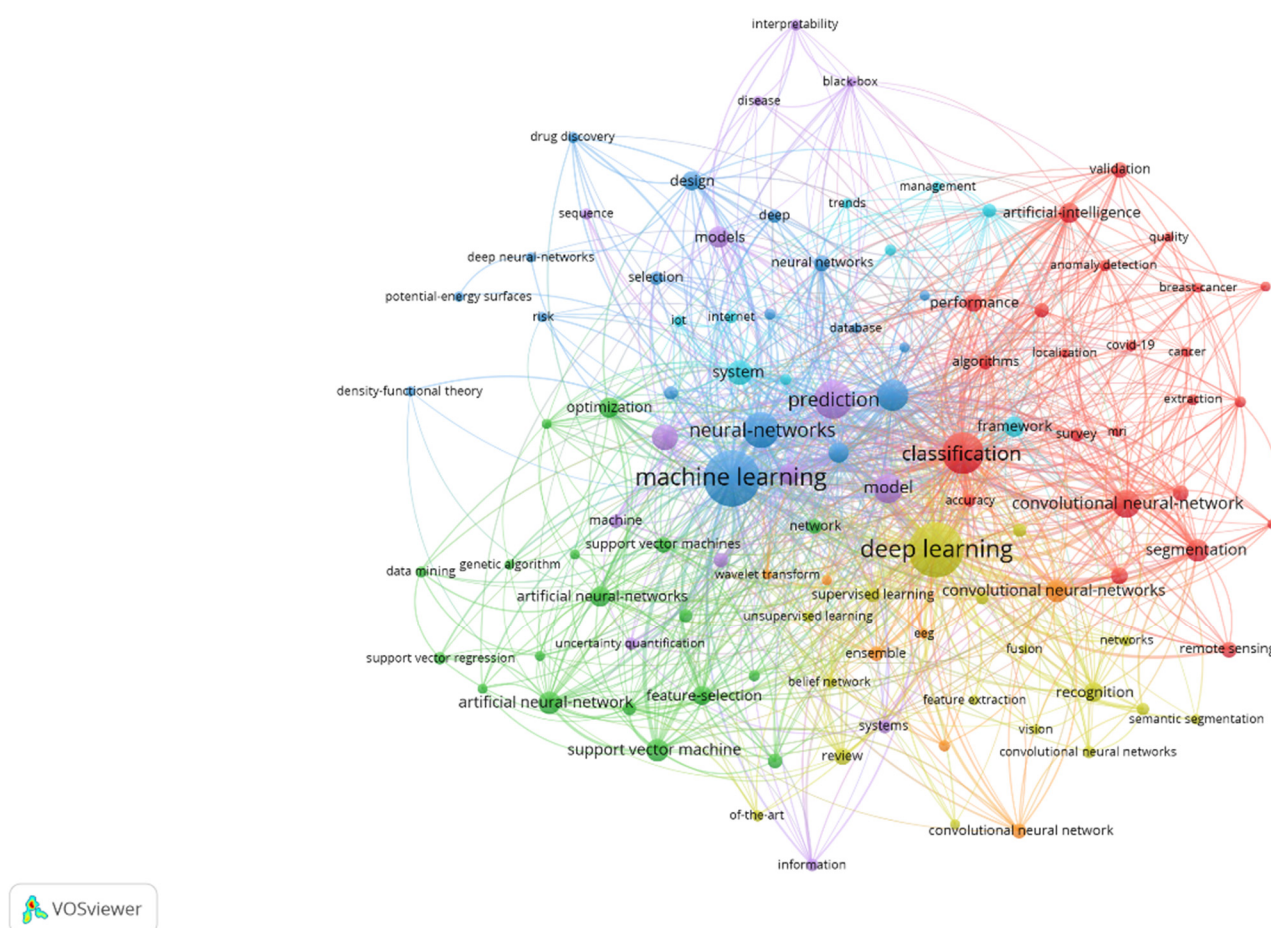 interpretability
black-box
disease
drug discovery
validation
design
management
trends
artificial-intelligence
sequence
deep
models
quality
deep neural-networks
neural networks
anomaly detection
selection
breast-cancer
potential-energy surfaces
performance
risk
iot
internet
database
covid-19
localization
cancer
algorithms
system
density-functional theory
prediction
extraction
optimization
framework
neural-networks
survey
mri
classification
machine learning
model
accuracy
convolutional neural-network
machine
network
support vector machines
deep learning
segmentation
genetic algorithm
data mining
wavelet transform
artificial neural-networks
supervised learning
convolutional neural-networks
unsupervised learning
eeg
uncertainty quantification
networks
ensemble
fusion
remote sensing
support vector regression
belief network
feature-selection
recognition
artificial neural-network
feature extraction
semantic segmentation
systems
vision
support vector machine
convolutional neural networks
review
of-the-art
convolutional neural network
information
VOSviewer